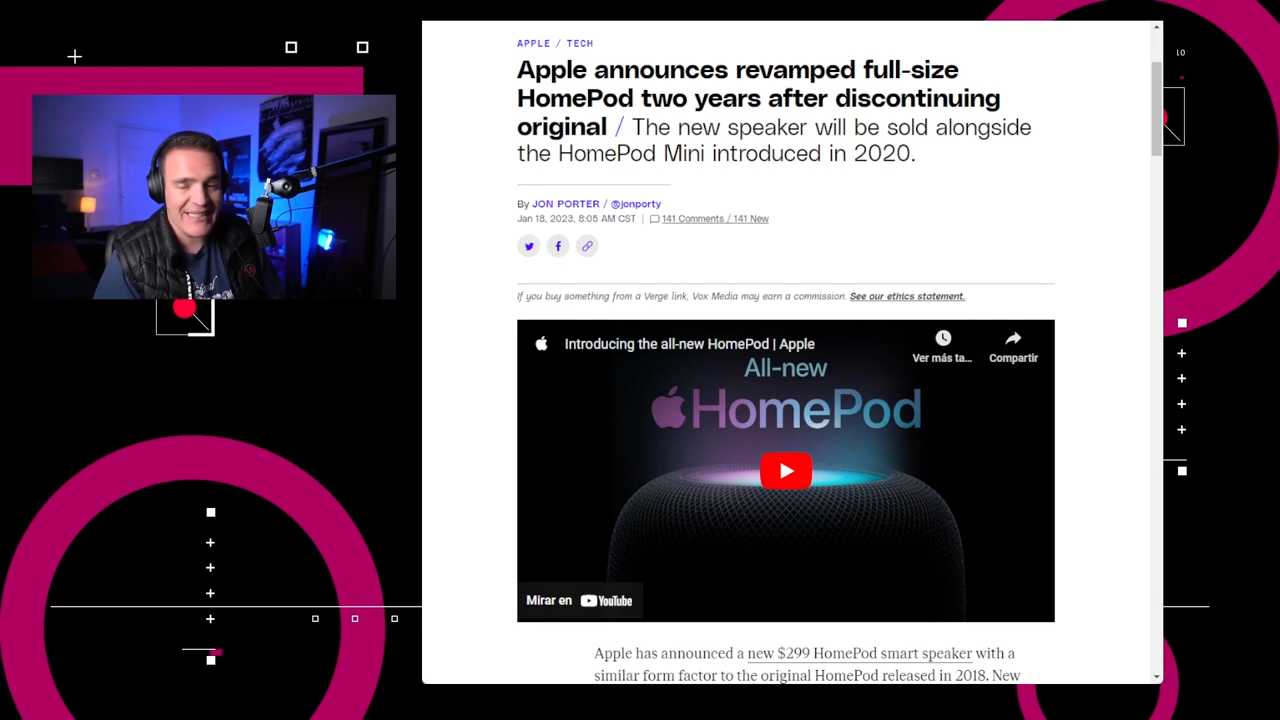 APPLE / TECH
Apple announces revamped full-size
HomePod two years after discontinuing
original / The new speaker will be sold alongside
the HomePod Mini introduced in 2020.
By JON PORTER / @jonporty
Jan 18, 2023, 8:05 AM CST | 141 Comments / 141 New
If you buy something from a Verge link, Vox Media may earn a commission. See our ethics statement.
Introducing the all-new HomePod | Apple
Ver más ta...
Compartir
All-new
HomePod
Mirar en YouTube
Apple has announced a new $299 HomePod smart speaker with a
similar form factor to the original HomePod released in 2018. New